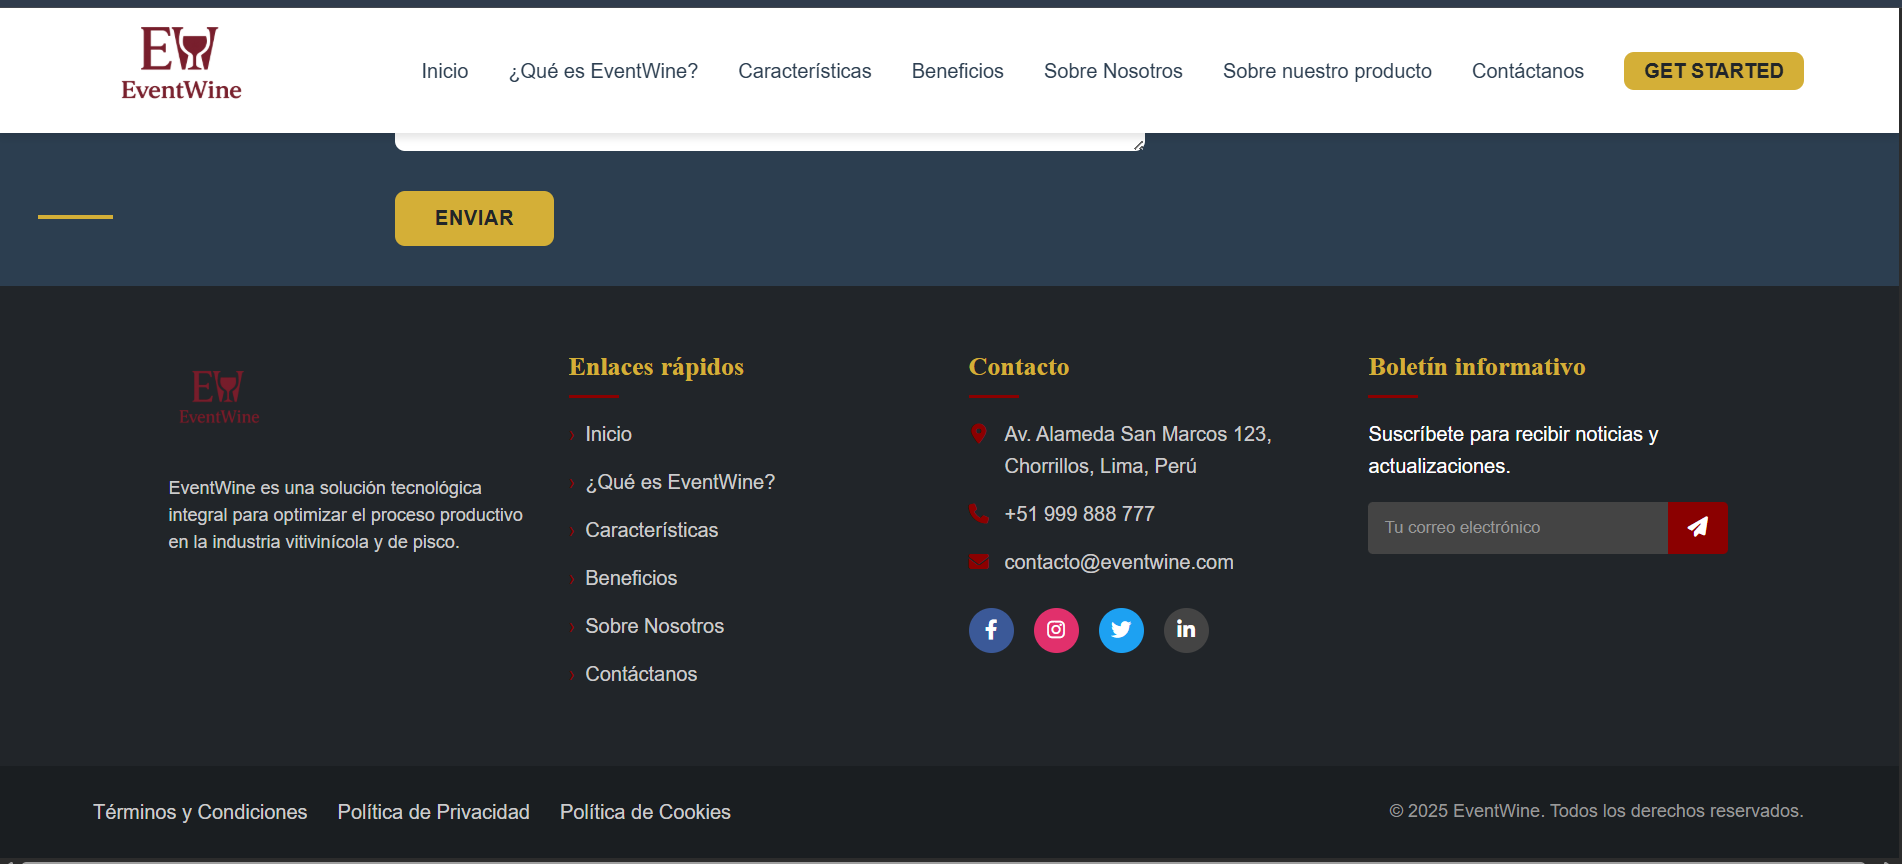 EW
EventWine
Inicio
¿Qué es EventWine?
Características
Beneficios
Sobre Nosotros
Sobre nuestro producto
Contáctanos
GET STARTED
ENVIAR
EW
EventWine
EventWine es una solución tecnológica
integral para optimizar el proceso productivo
en la industria vitivinícola y de pisco.
Enlaces rápidos
› Inicio
› ¿Qué es EventWine?
› Características
› Beneficios
› Sobre Nosotros
› Contáctanos
Contacto
Av. Alameda San Marcos 123,
Chorrillos, Lima, Perú
+51 999 888 777
contacto@eventwine.com
Boletín informativo
Suscríbete para recibir noticias y
actualizaciones.
Tu correo electrónico
Términos y Condiciones
Política de Privacidad
Política de Cookies
© 2025 EventWine. Todos los derechos reservados.